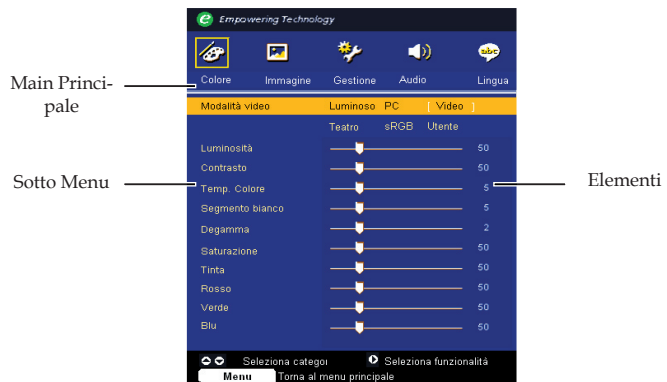 Empowering Technology
Colore Immagine Gestione Audio Lingua
Main Princi-
pale
Modalità video Luminoso PC [ Video ]
Teatro sRGB Utente
Luminosità 50
Contrasto 50
Sotto Menu
Temp. Colore 5
Elementi
Segmento bianco 5
Degamma 2
Saturazione 50
Tinta 50
Rosso 50
Verde 50
Blu 50
Seleziona categoı Seleziona funzionalitá
Menu Torna al menu principale